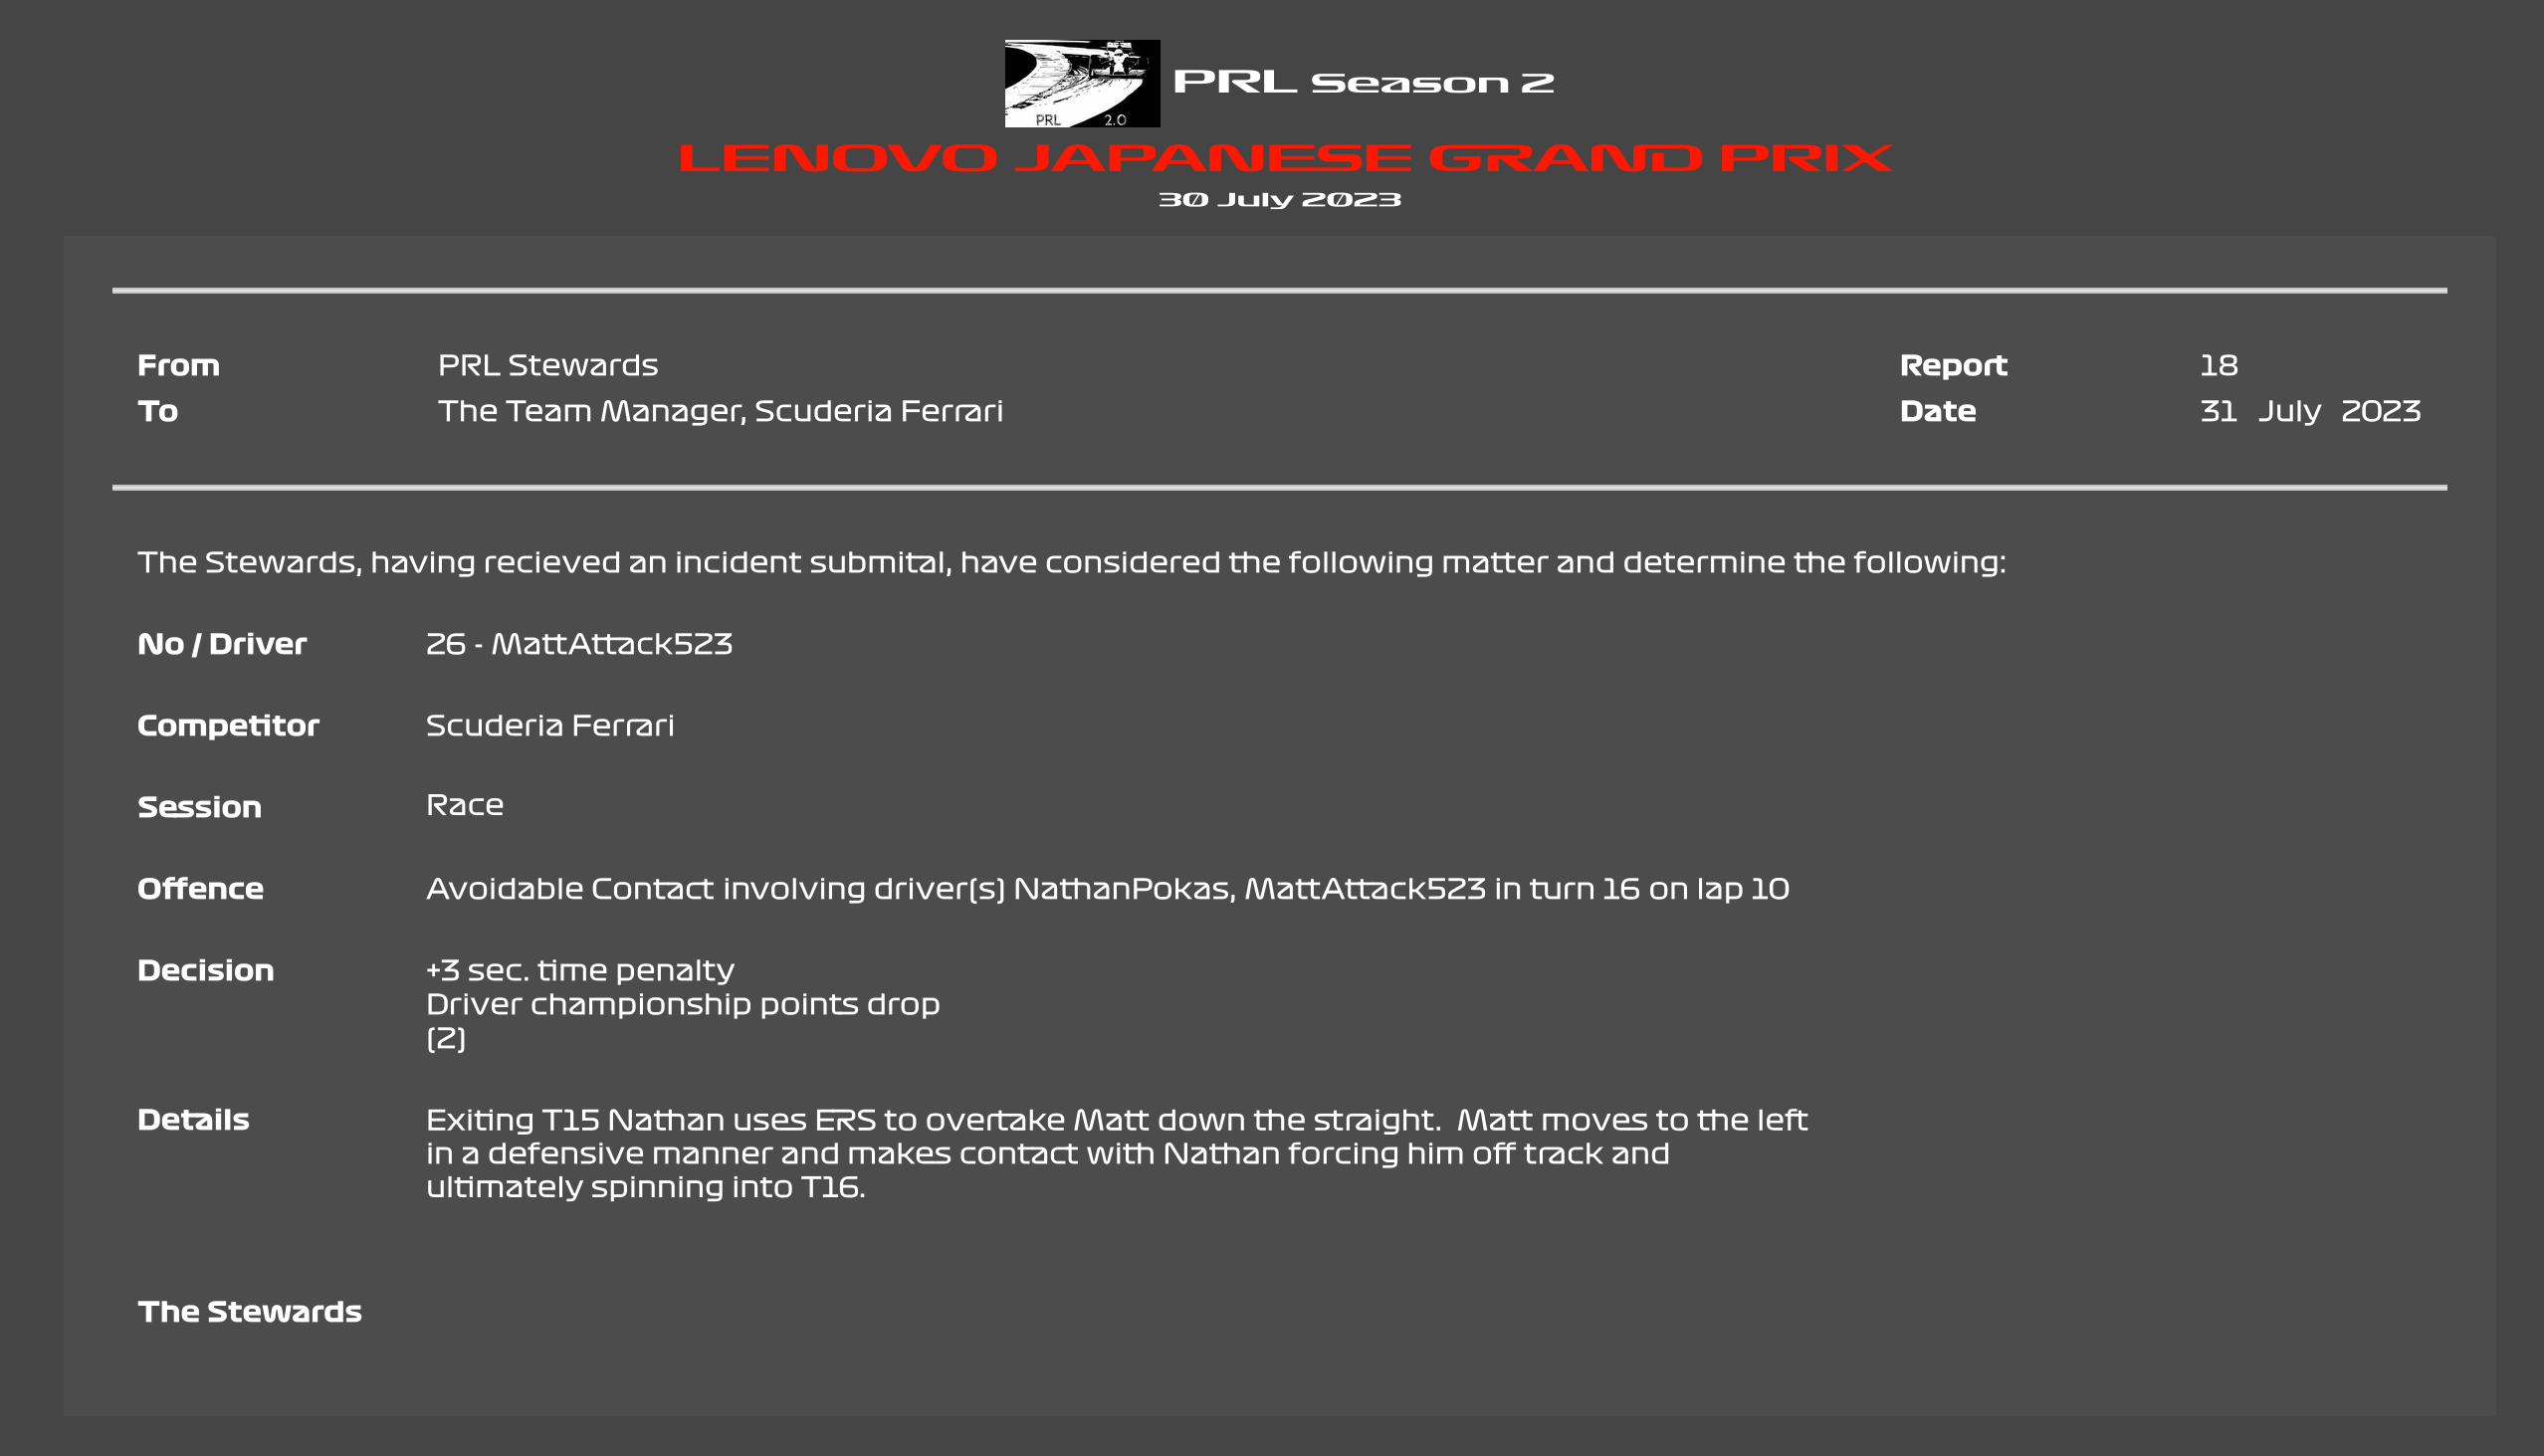 PRL 2.0
PRL Season 2
LENOVO JAPANESE GRAND PRIX
30 July 2023
From PRL Stewards Report 18
To The Team Manager, Scuderia Ferrari Date 31 July 2023
The Stewards, having recieved an incident submital, have considered the following matter and determine the following:
No / Driver 26 - MattAttack523
Competitor Scuderia Ferrari
Session Race
Offence Avoidable Contact involving driver(s) NathanPokas, MattAttack523 in turn 16 on lap 10
Decision +3 sec. time penalty
Driver championship points drop
(2)
Details Exiting T15 Nathan uses ERS to overtake Matt down the straight. Matt moves to the left
in a defensive manner and makes contact with Nathan forcing him off track and
ultimately spinning into T16.
The Stewards